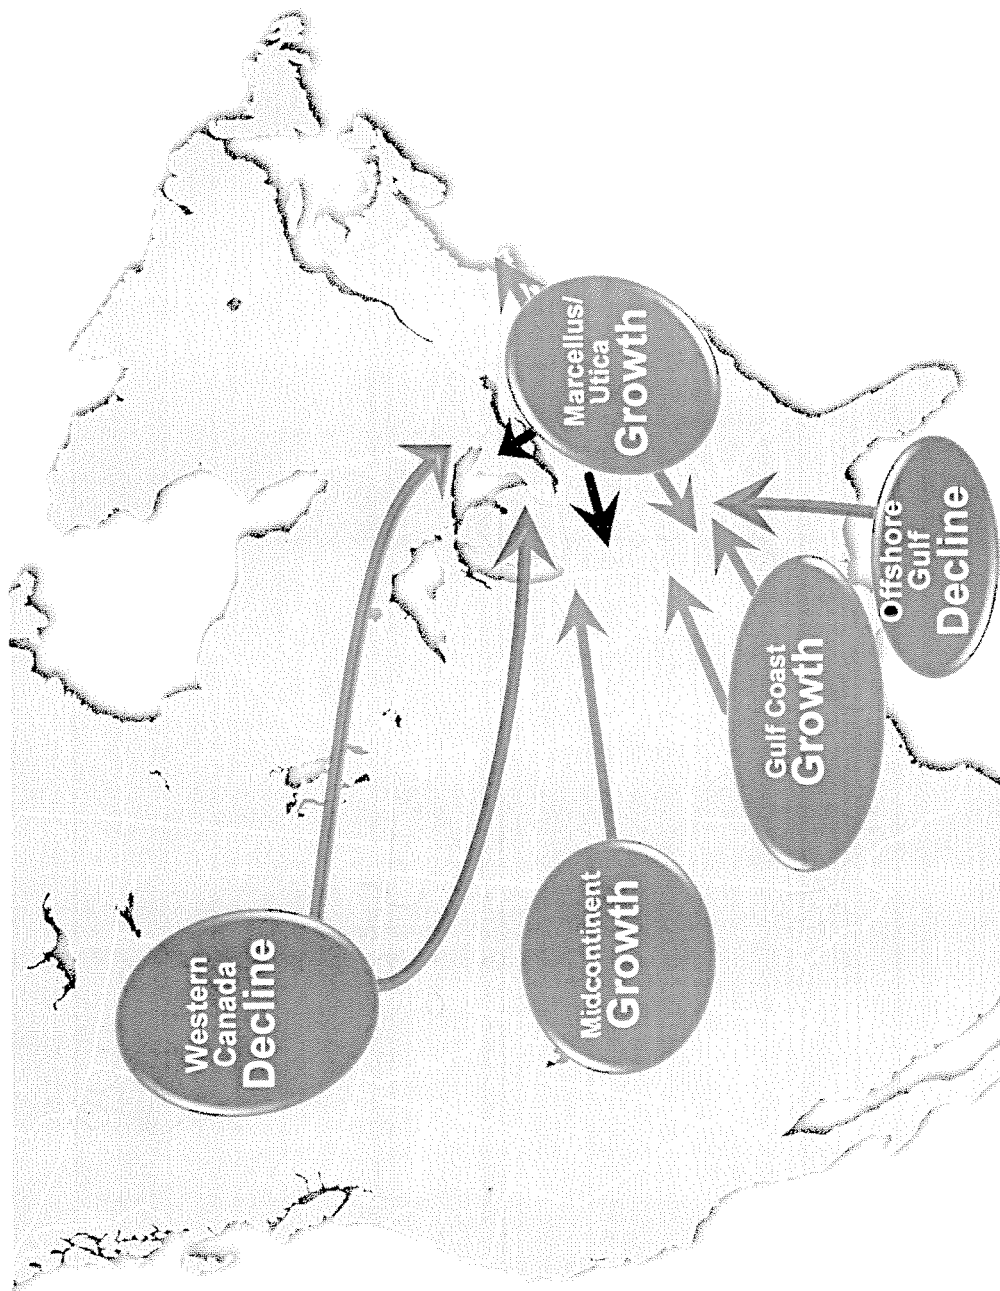 Western
Canada
Decline
Midcontinent
Growth
Marcellus/
Utica
Growth
Gulf Coast
Growth
Offshore
Gulf
Decline